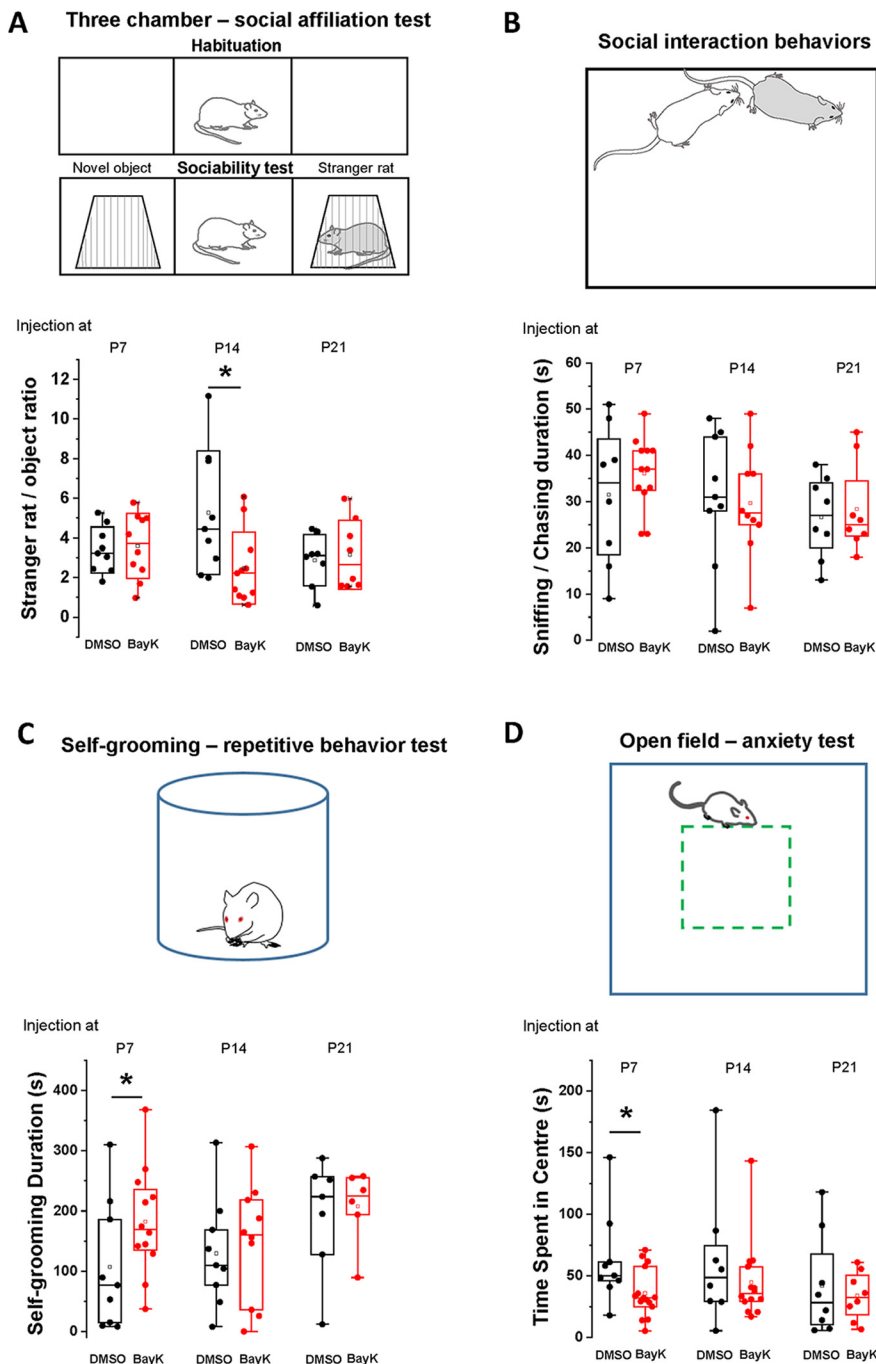 A
Three chamber – social affiliation test
Habituation
Novel object
Sociability test
Stranger rat
Injection at
P7
P14
P21
Stranger rat / object ratio
12
10
8
6
4
2
0
*
DMSO
BayK
DMSO
BayK
DMSO
BayK
B
Social interaction behaviors
Injection at
P7
P14
P21
Sniffing / Chasing duration (s)
60
50
40
30
20
10
0
DMSO
BayK
DMSO
BayK
DMSO
BayK
C
Self-grooming – repetitive behavior test
Injection at
P7
P14
P21
Self-grooming Duration (s)
400
300
200
100
0
*
DMSO
BayK
DMSO
BayK
DMSO
BayK
D
Open field – anxiety test
Injection at
P7
P14
P21
Time Spent in Centre (s)
200
150
100
50
0
*
DMSO
BayK
DMSO
BayK
DMSO
BayK